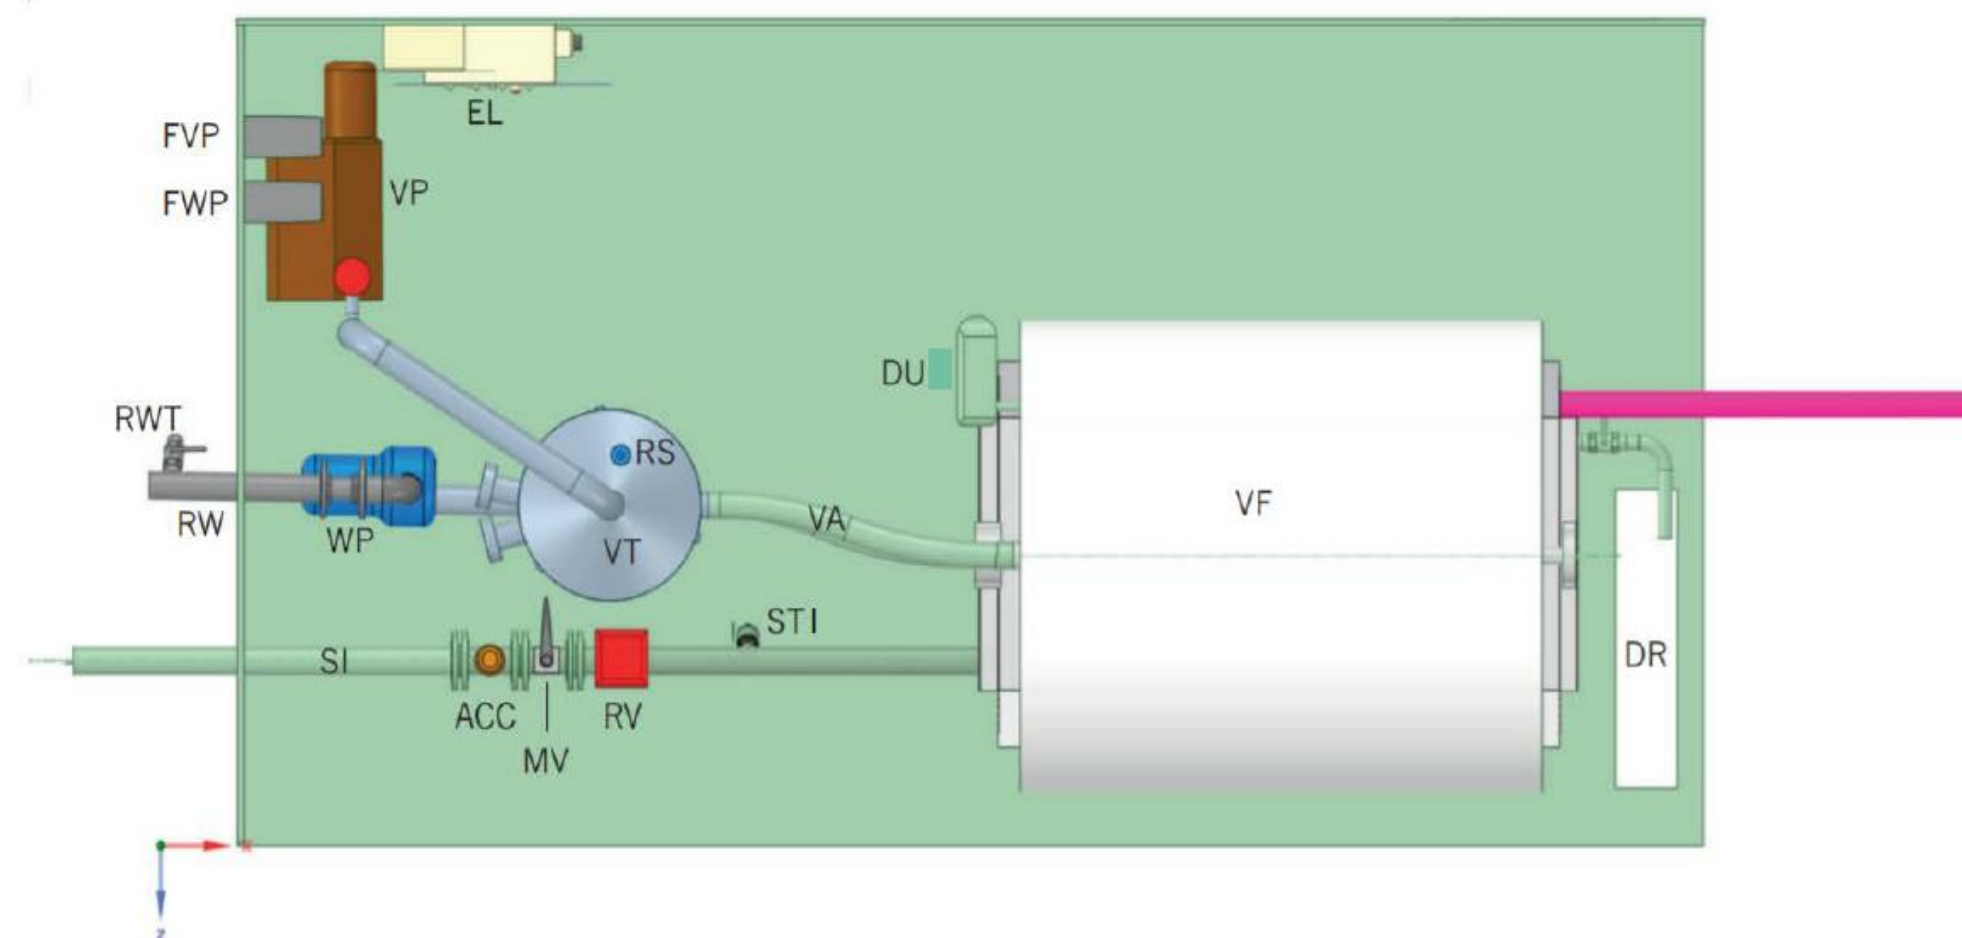 EL
FVP
VP
FWP
DU
RWT
RS
VF
RW
WP
VA
VT
STI
SI
DR
ACC
RV
MV